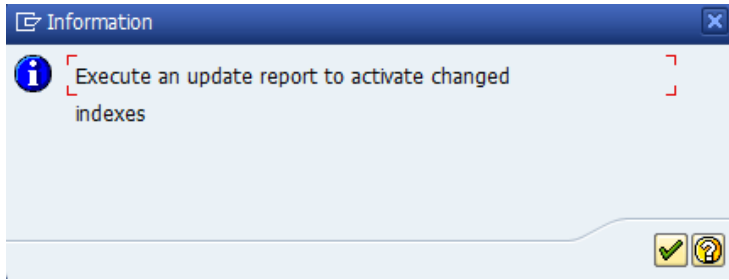 Information
Execute an update report to activate changed
indexes